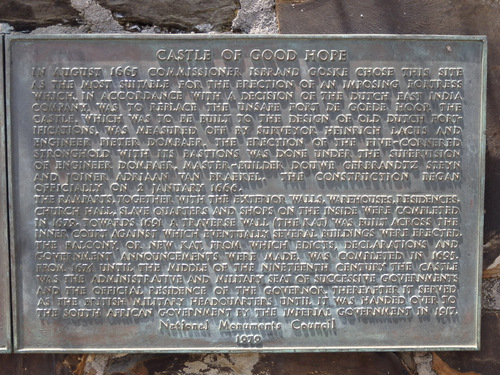 CASTLE OF GOOD HOPE
IN AUGUST 1665 COMMISSIONER ISBRAND GOSKE CHOSE THIS SITE
AS THE MOST SUITABLE FOR THE ERECTION OF AN IMPOSING FORTRESS
WHICH, IN ACCORDANCE WITH A DECISION OF THE DUTCH EAST INDIA
COMPANY, WAS TO REPLACE THE UNSAFE FORT DE GOEDE HOOP. THE
CASTLE, WHICH WAS TO BE BUILT TO THE DESIGN OF OLD DUTCH FORT-
IFICATIONS, WAS MEASURED OFF BY SURVEYOR HEINRICH LACUS AND
ENGINEER PIETER DOMBAER. THE ERECTION OF THE FIVE-CORNERED
STRONGHOLD WITH ITS BASTIONS WAS DONE UNDER THE SUPERVISION
OF ENGINEER DOMBAER, MASTER-BUILDER DOUWE GERBRANDTZ STEYN
AND JOINER ADRIAAN VAN BRAEKEL. THE CONSTRUCTION BEGAN
OFFICIALLY ON 2 JANUARY 1666.
THE RAMPARTS, TOGETHER WITH THE EXTERIOR WALLS, WAREHOUSES, RESIDENCES,
CHURCH HALL, SLAVE QUARTERS AND SHOPS ON THE INSIDE WERE COMPLETED
IN 1679. TOWARDS 1691 A TRAVERSE WALL (THE KAT) WAS BUILT ACROSS THE
INNER COURT AGAINST WHICH EVENTUALLY SEVERAL BUILDINGS WERE ERECTED.
THE BALCONY, OR NEW KAT, FROM WHICH EDICTS, DECLARATIONS AND
GOVERNMENT ANNOUNCEMENTS WERE MADE, WAS COMPLETED IN 1695.
FROM 1674 UNTIL THE MIDDLE OF THE NINETEENTH CENTURY THE CASTLE
WAS THE ADMINISTRATIVE AND MILITARY SEAT OF SUCCESSIVE GOVERNMENTS
AND THE OFFICIAL RESIDENCE OF THE GOVERNOR. THEREAFTER IT SERVED
AS THE BRITISH MILITARY HEADQUARTERS UNTIL IT WAS HANDED OVER TO
THE SOUTH AFRICAN GOVERNMENT BY THE IMPERIAL GOVERNMENT IN 1917.
National Monuments Council
1979